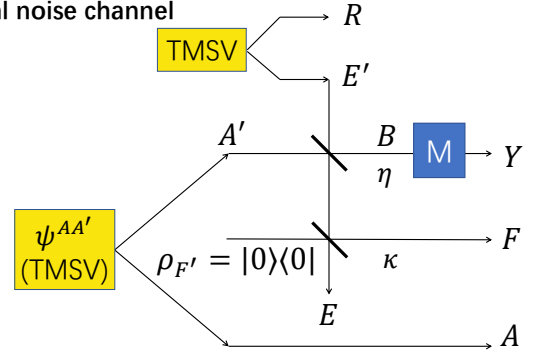 al noise channel
R
TMSV
E′
A′
B
M
Y
η
ψ^{AA′}
(TMSV)
ρ_{F′} = |0⟩⟨0|
κ
F
E
A